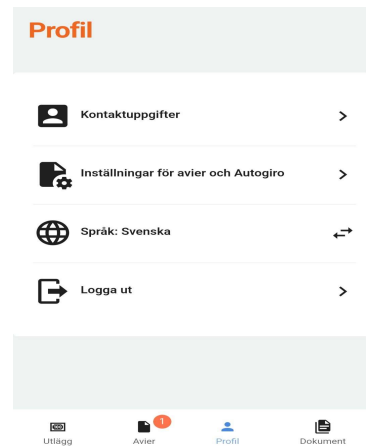 Profil
Kontaktuppgifter
Inställningar för avier och Autogiro
Språk: Svenska
Logga ut
1
Utlägg
Avier
Profil
Dokument